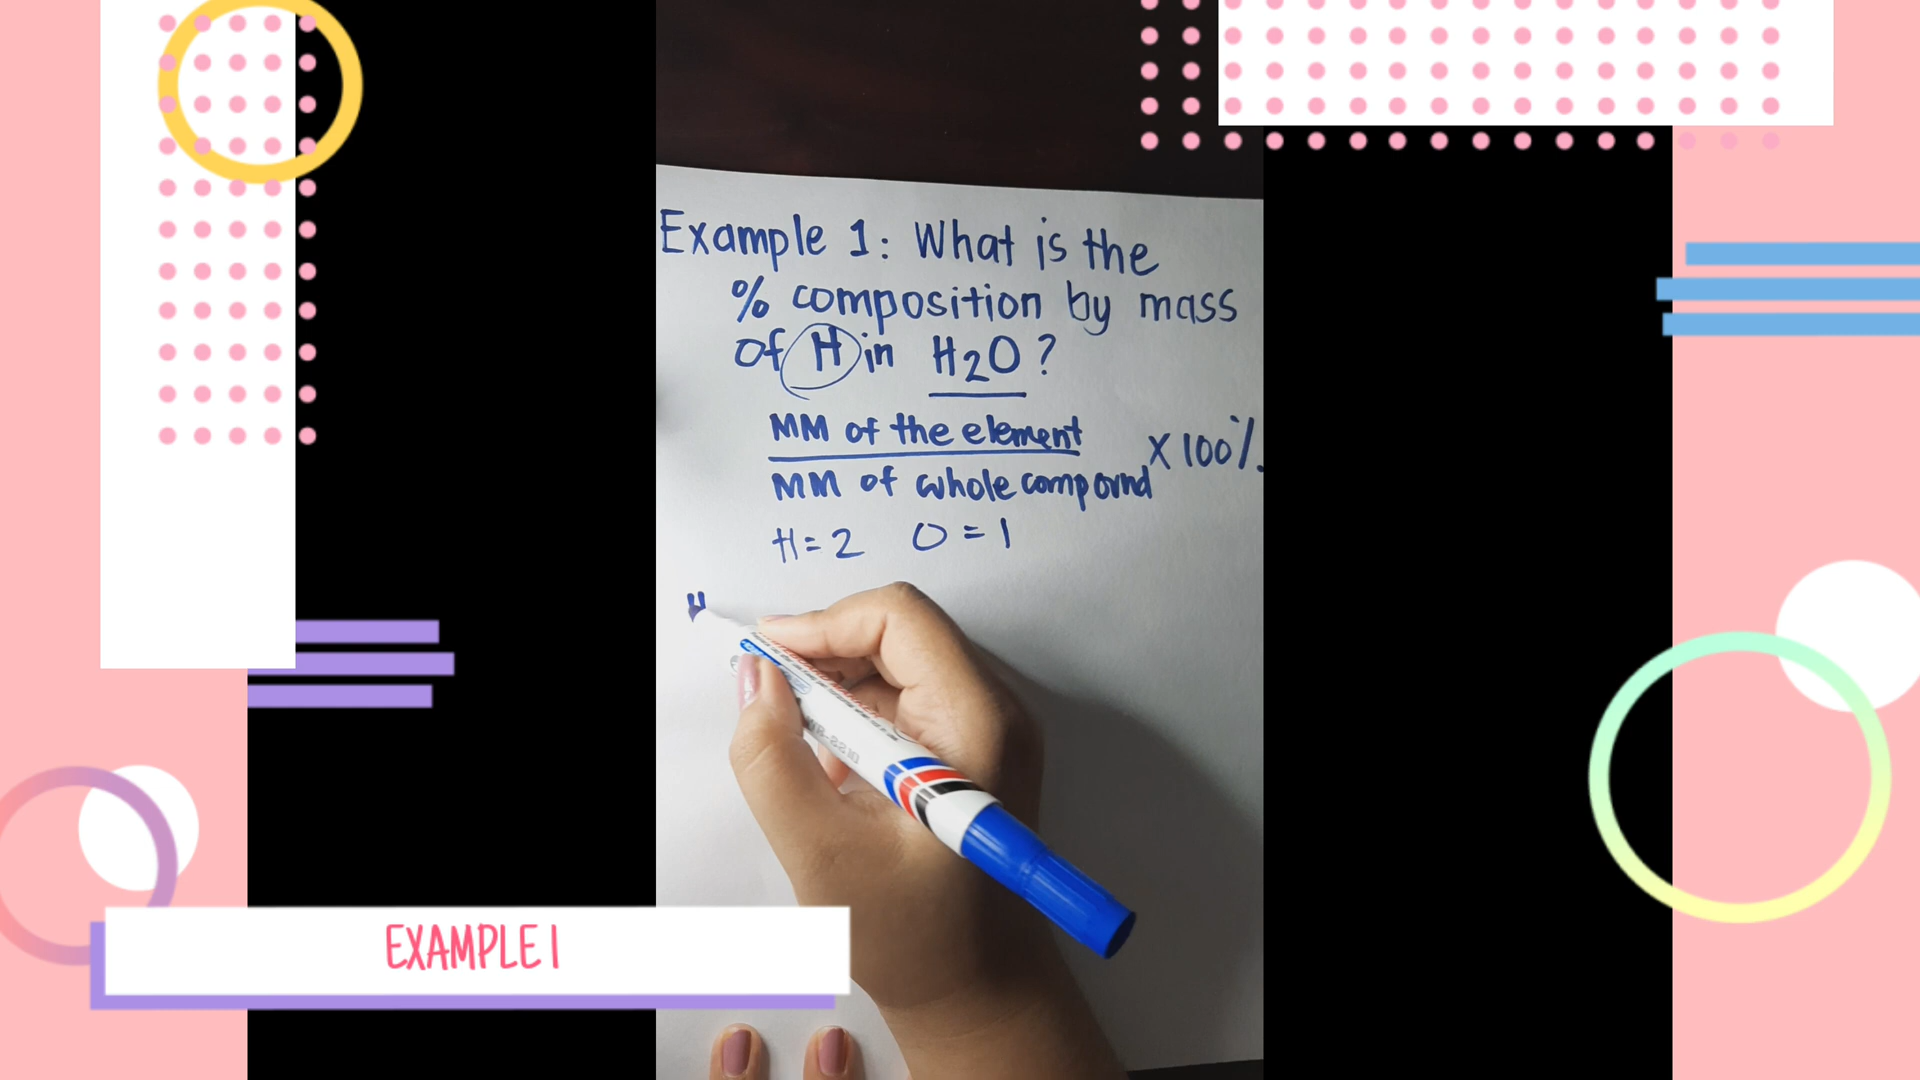 Example 1: What is the
% composition by mass
of H in H2O?
MM of the element
MM of whole compound
X 100%
H = 2 O = 1
H
EXAMPLE 1